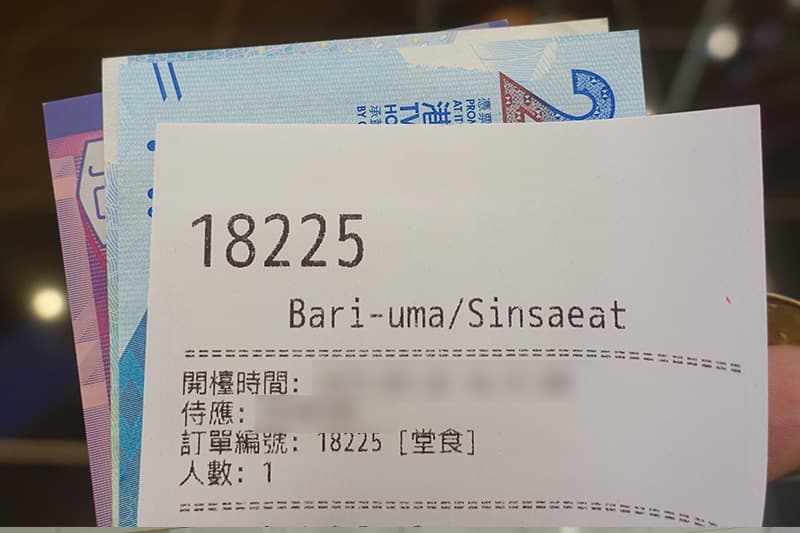 18225
Bari-uma/Sinsaeat
開檯時間:
侍應:
訂單編號: 18225 [堂食]
人數: 1